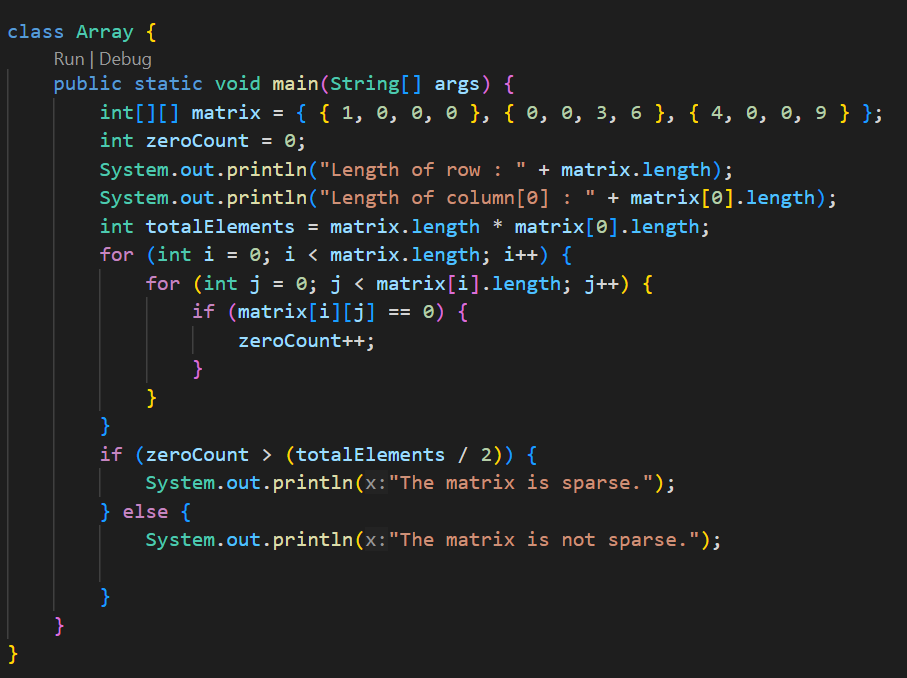 class Array {
Run | Debug
public static void main(String[] args) {
int[][] matrix = { { 1, 0, 0, 0 }, { 0, 0, 3, 6 }, { 4, 0, 0, 9 } };
int zeroCount = 0;
System.out.println("Length of row : " + matrix.length);
System.out.println("Length of column[0] : " + matrix[0].length);
int totalElements = matrix.length * matrix[0].length;
for (int i = 0; i < matrix.length; i++) {
for (int j = 0; j < matrix[i].length; j++) {
if (matrix[i][j] == 0) {
zeroCount++;
}
}
}
if (zeroCount > (totalElements / 2)) {
System.out.println(x:"The matrix is sparse.");
} else {
System.out.println(x:"The matrix is not sparse.");
}
}
}